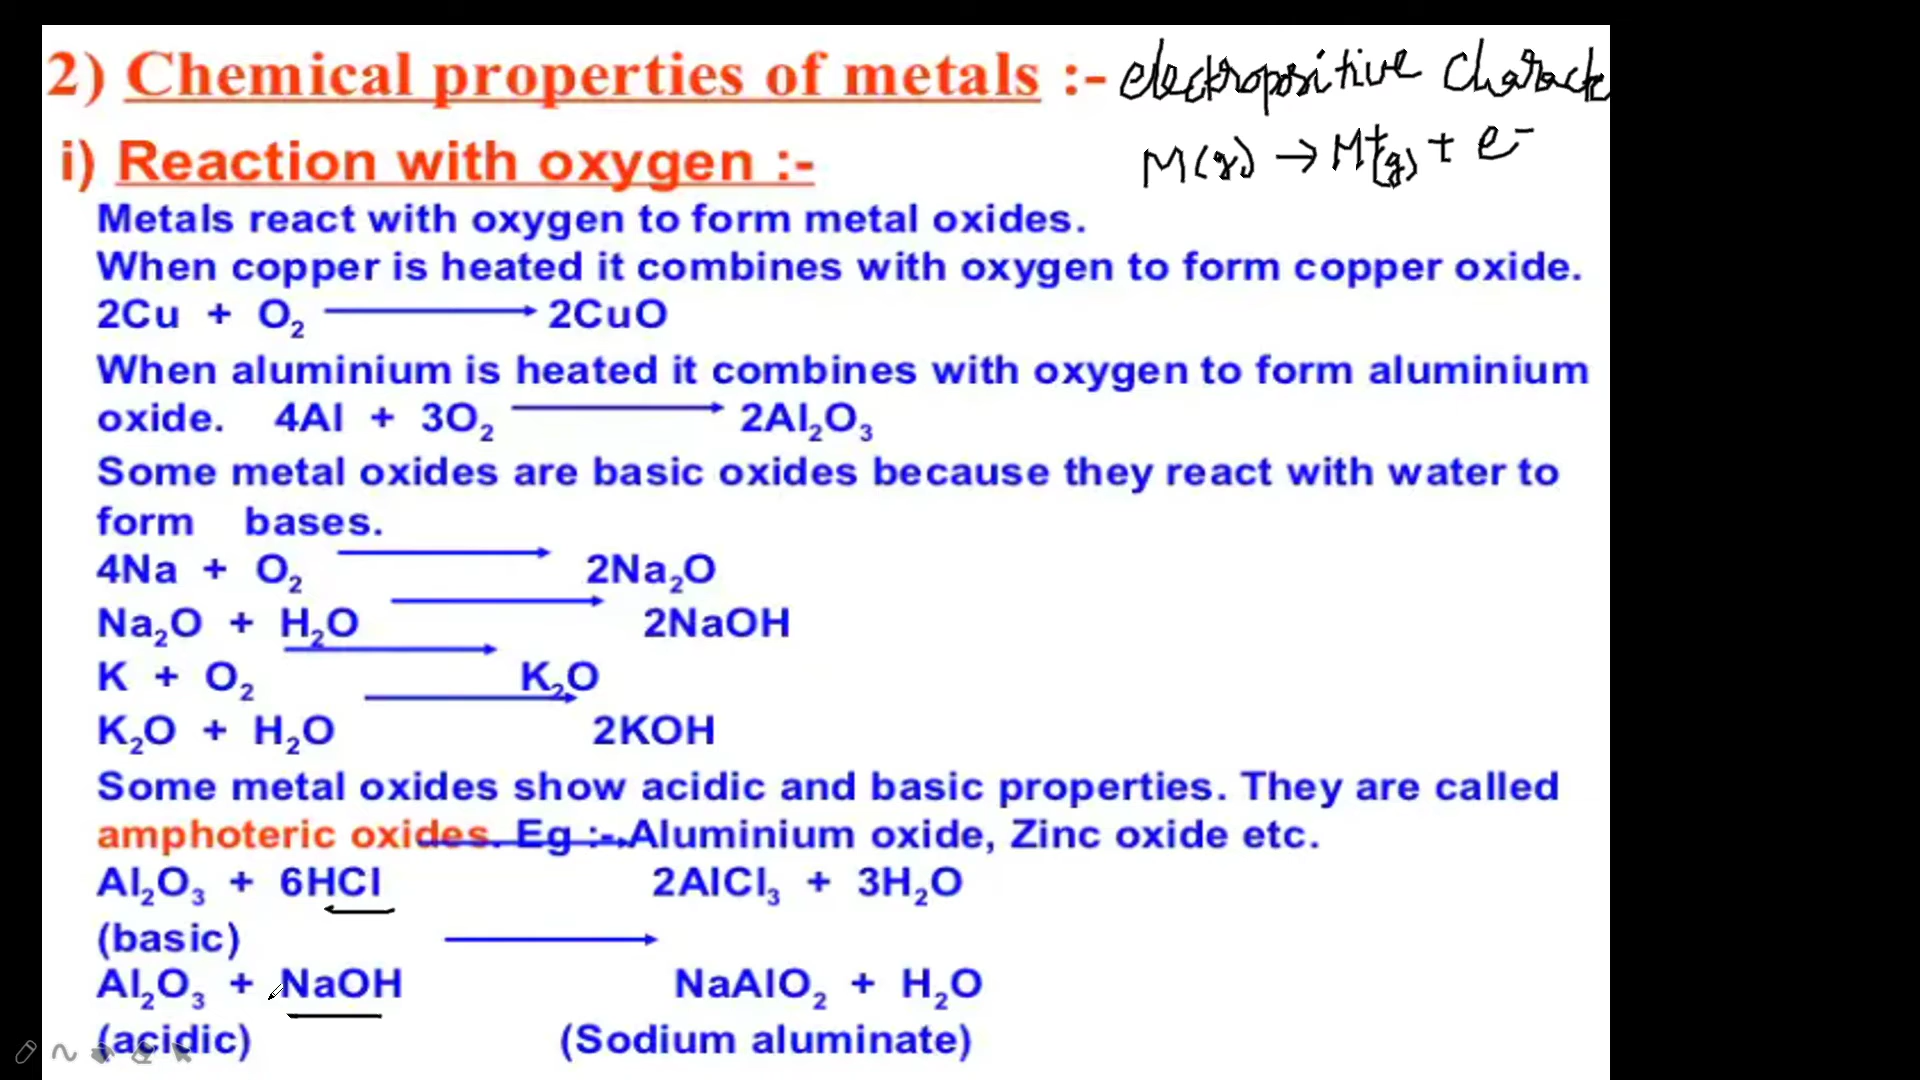 2) Chemical properties of metals :- electropositive Characte
M(g) → M⁺(g) + e⁻
i) Reaction with oxygen :-
Metals react with oxygen to form metal oxides.
When copper is heated it combines with oxygen to form copper oxide.
2Cu + O₂ → 2CuO
When aluminium is heated it combines with oxygen to form aluminium
oxide. 4Al + 3O₂ → 2Al₂O₃
Some metal oxides are basic oxides because they react with water to
form bases.
4Na + O₂ → 2Na₂O
Na₂O + H₂O → 2NaOH
K + O₂ → K₂O
K₂O + H₂O → 2KOH
Some metal oxides show acidic and basic properties. They are called
amphoteric oxides. Eg :- Aluminium oxide, Zinc oxide etc.
Al₂O₃ + 6HCl → 2AlCl₃ + 3H₂O
(basic)
Al₂O₃ + NaOH → NaAlO₂ + H₂O
(acidic) (Sodium aluminate)